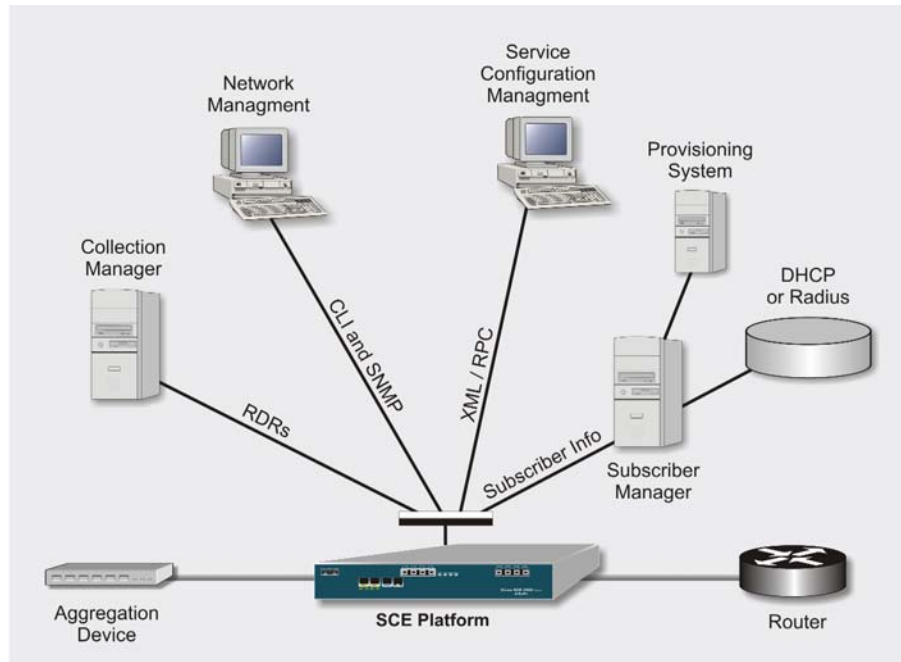 Network
Managment
Service
Configuration
Managment
Provisioning
System
Collection
Manager
DHCP
or Radius
CLI and SNMP
XML / RPC
RDRs
Subscriber Info
Subscriber
Manager
Aggregation
Device
SCE Platform
Router